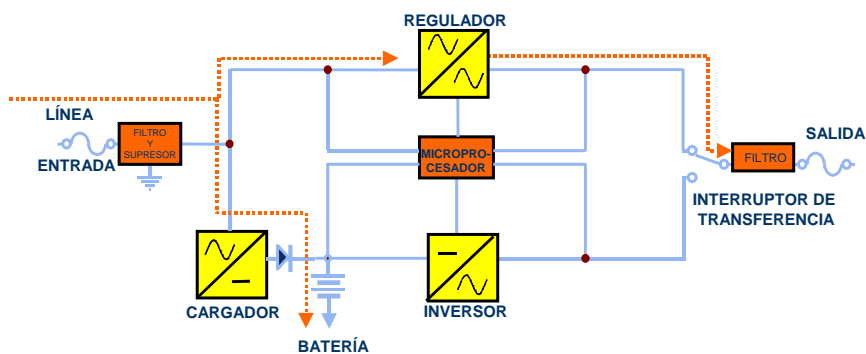 REGULADOR
LÍNEA
ENTRADA
FILTRO
Y
SUPRESOR
MICROPRO-
CESADOR
FILTRO
SALIDA
INTERRUPTOR DE
TRANSFERENCIA
CARGADOR
BATERÍA
INVERSOR